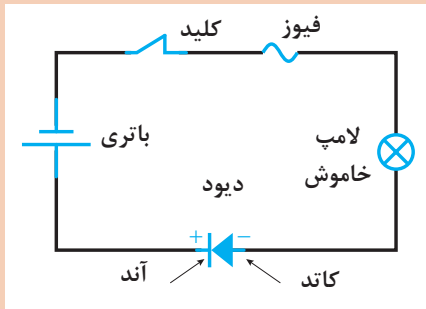 فیوز
کلید
باتری
لامپ
خاموش
دیود
+ −
آند
کاتد